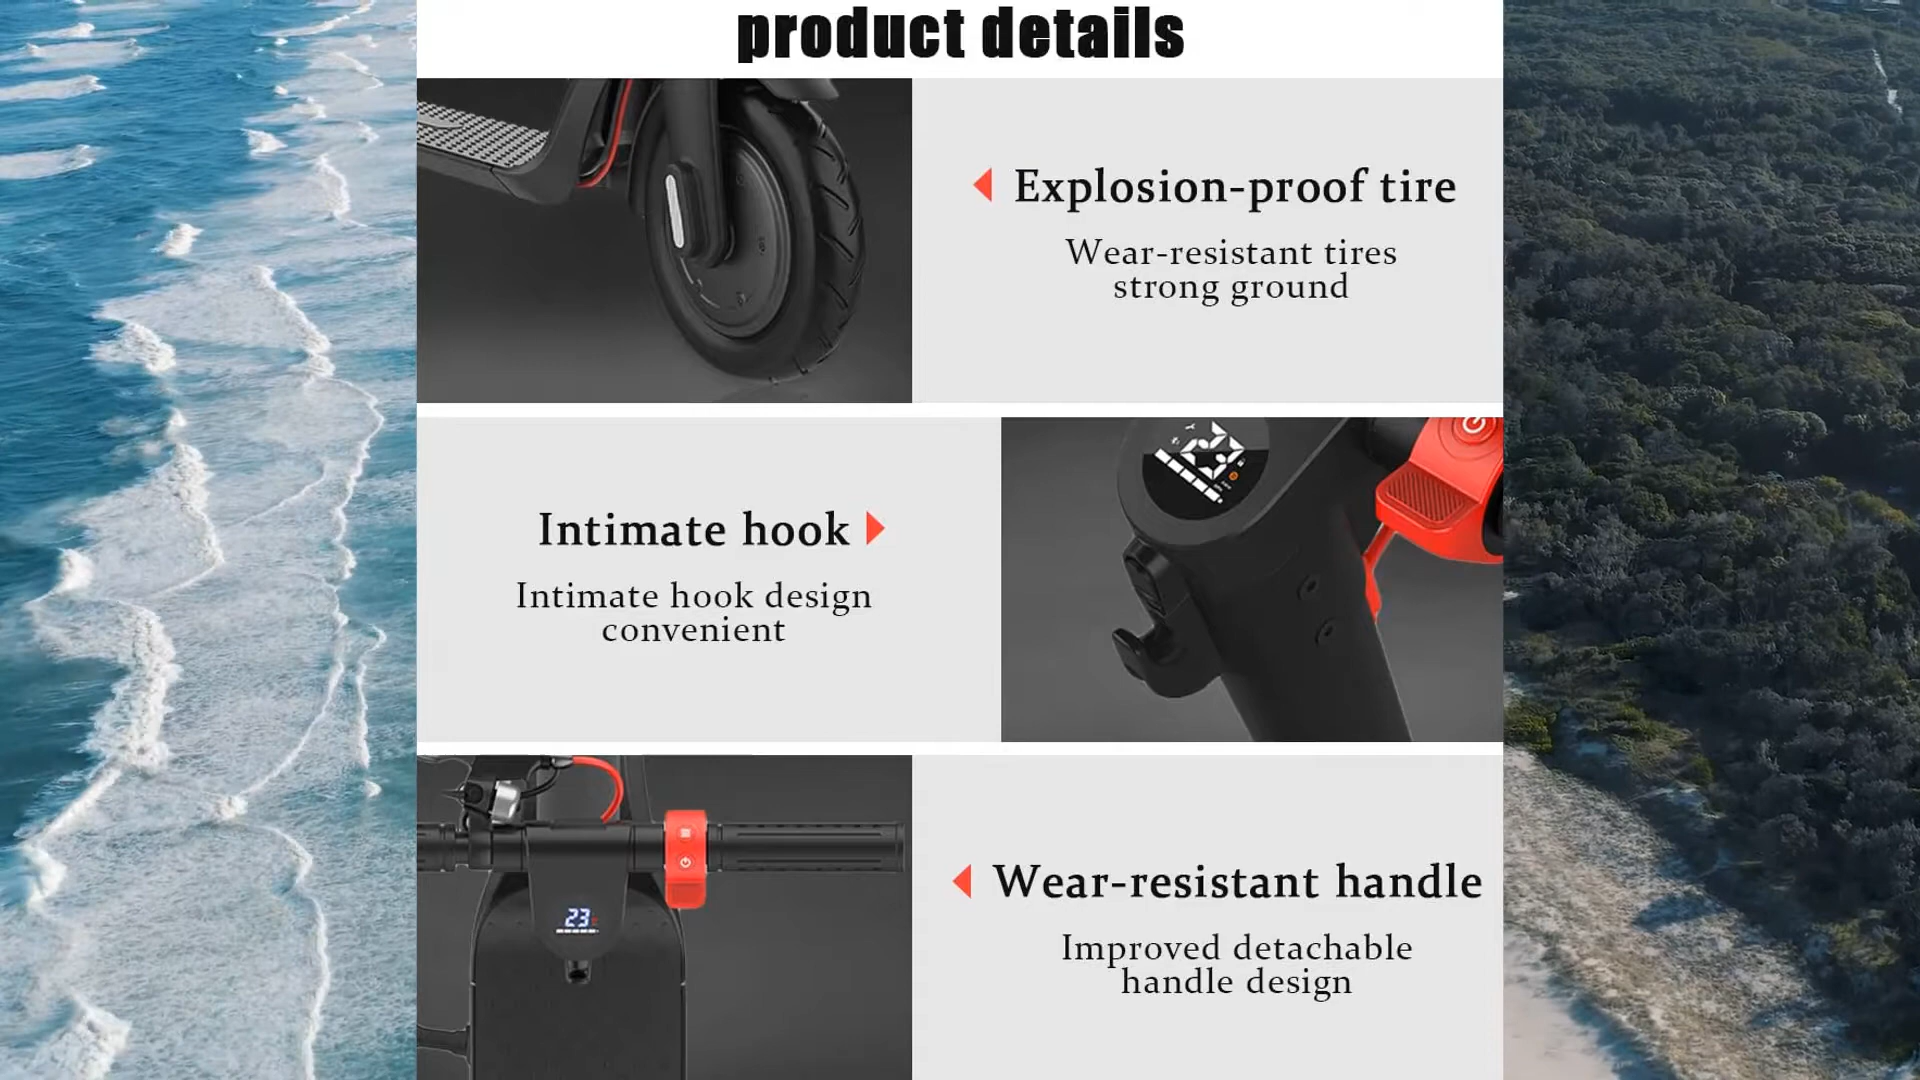 product details
Explosion-proof tire
Wear-resistant tires
strong ground
Intimate hook
Intimate hook design
convenient
23
Wear-resistant handle
Improved detachable
handle design